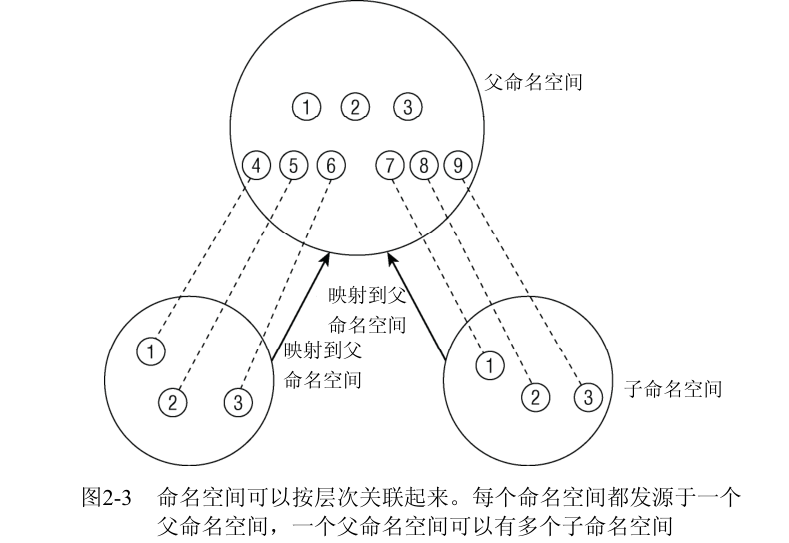 父命名空间
1 2 3
4 5 6 7 8 9
映射到父
命名空间
映射到父
命名空间
1
2 3
1
2 3
子命名空间
图2-3 命名空间可以按层次关联起来。每个命名空间都发源于一个
父命名空间，一个父命名空间可以有多个子命名空间